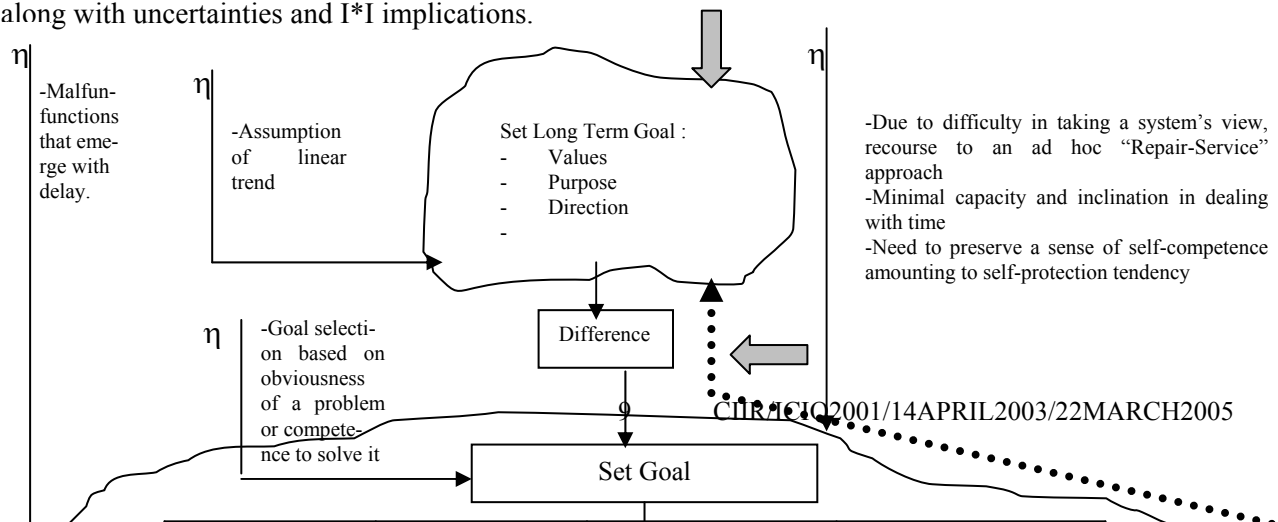 along with uncertainties and I*I implications.
η
-Malfun-
functions
that eme-
rge with
delay.
η
-Assumption
of linear
trend
Set Long Term Goal :
- Values
- Purpose
- Direction
-
η
-Due to difficulty in taking a system’s view,
recourse to an ad hoc “Repair-Service”
approach
-Minimal capacity and inclination in dealing
with time
-Need to preserve a sense of self-competence
amounting to self-protection tendency
Difference
η
-Goal selecti-
on based on
obviousness
of a problem
or compete-
nce to solve it
9 CIIR/ICIQ2001/14APRIL2003/22MARCH2005
Set Goal